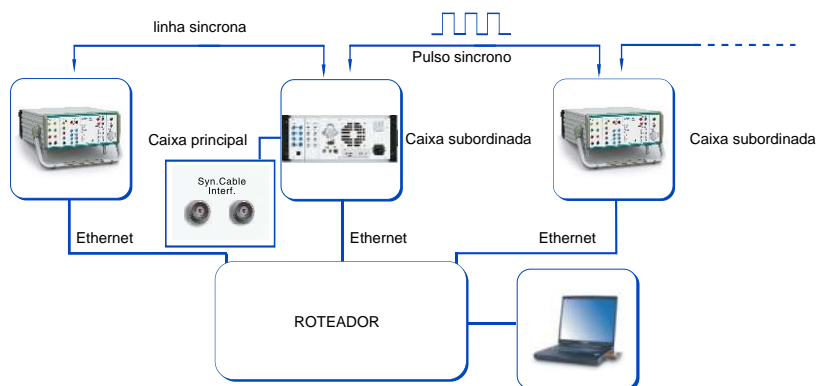 linha sincrona
Pulso sincrono
Caixa principal
Caixa subordinada
Caixa subordinada
Syn.Cable
Interf.
Ethernet
Ethernet
Ethernet
ROTEADOR